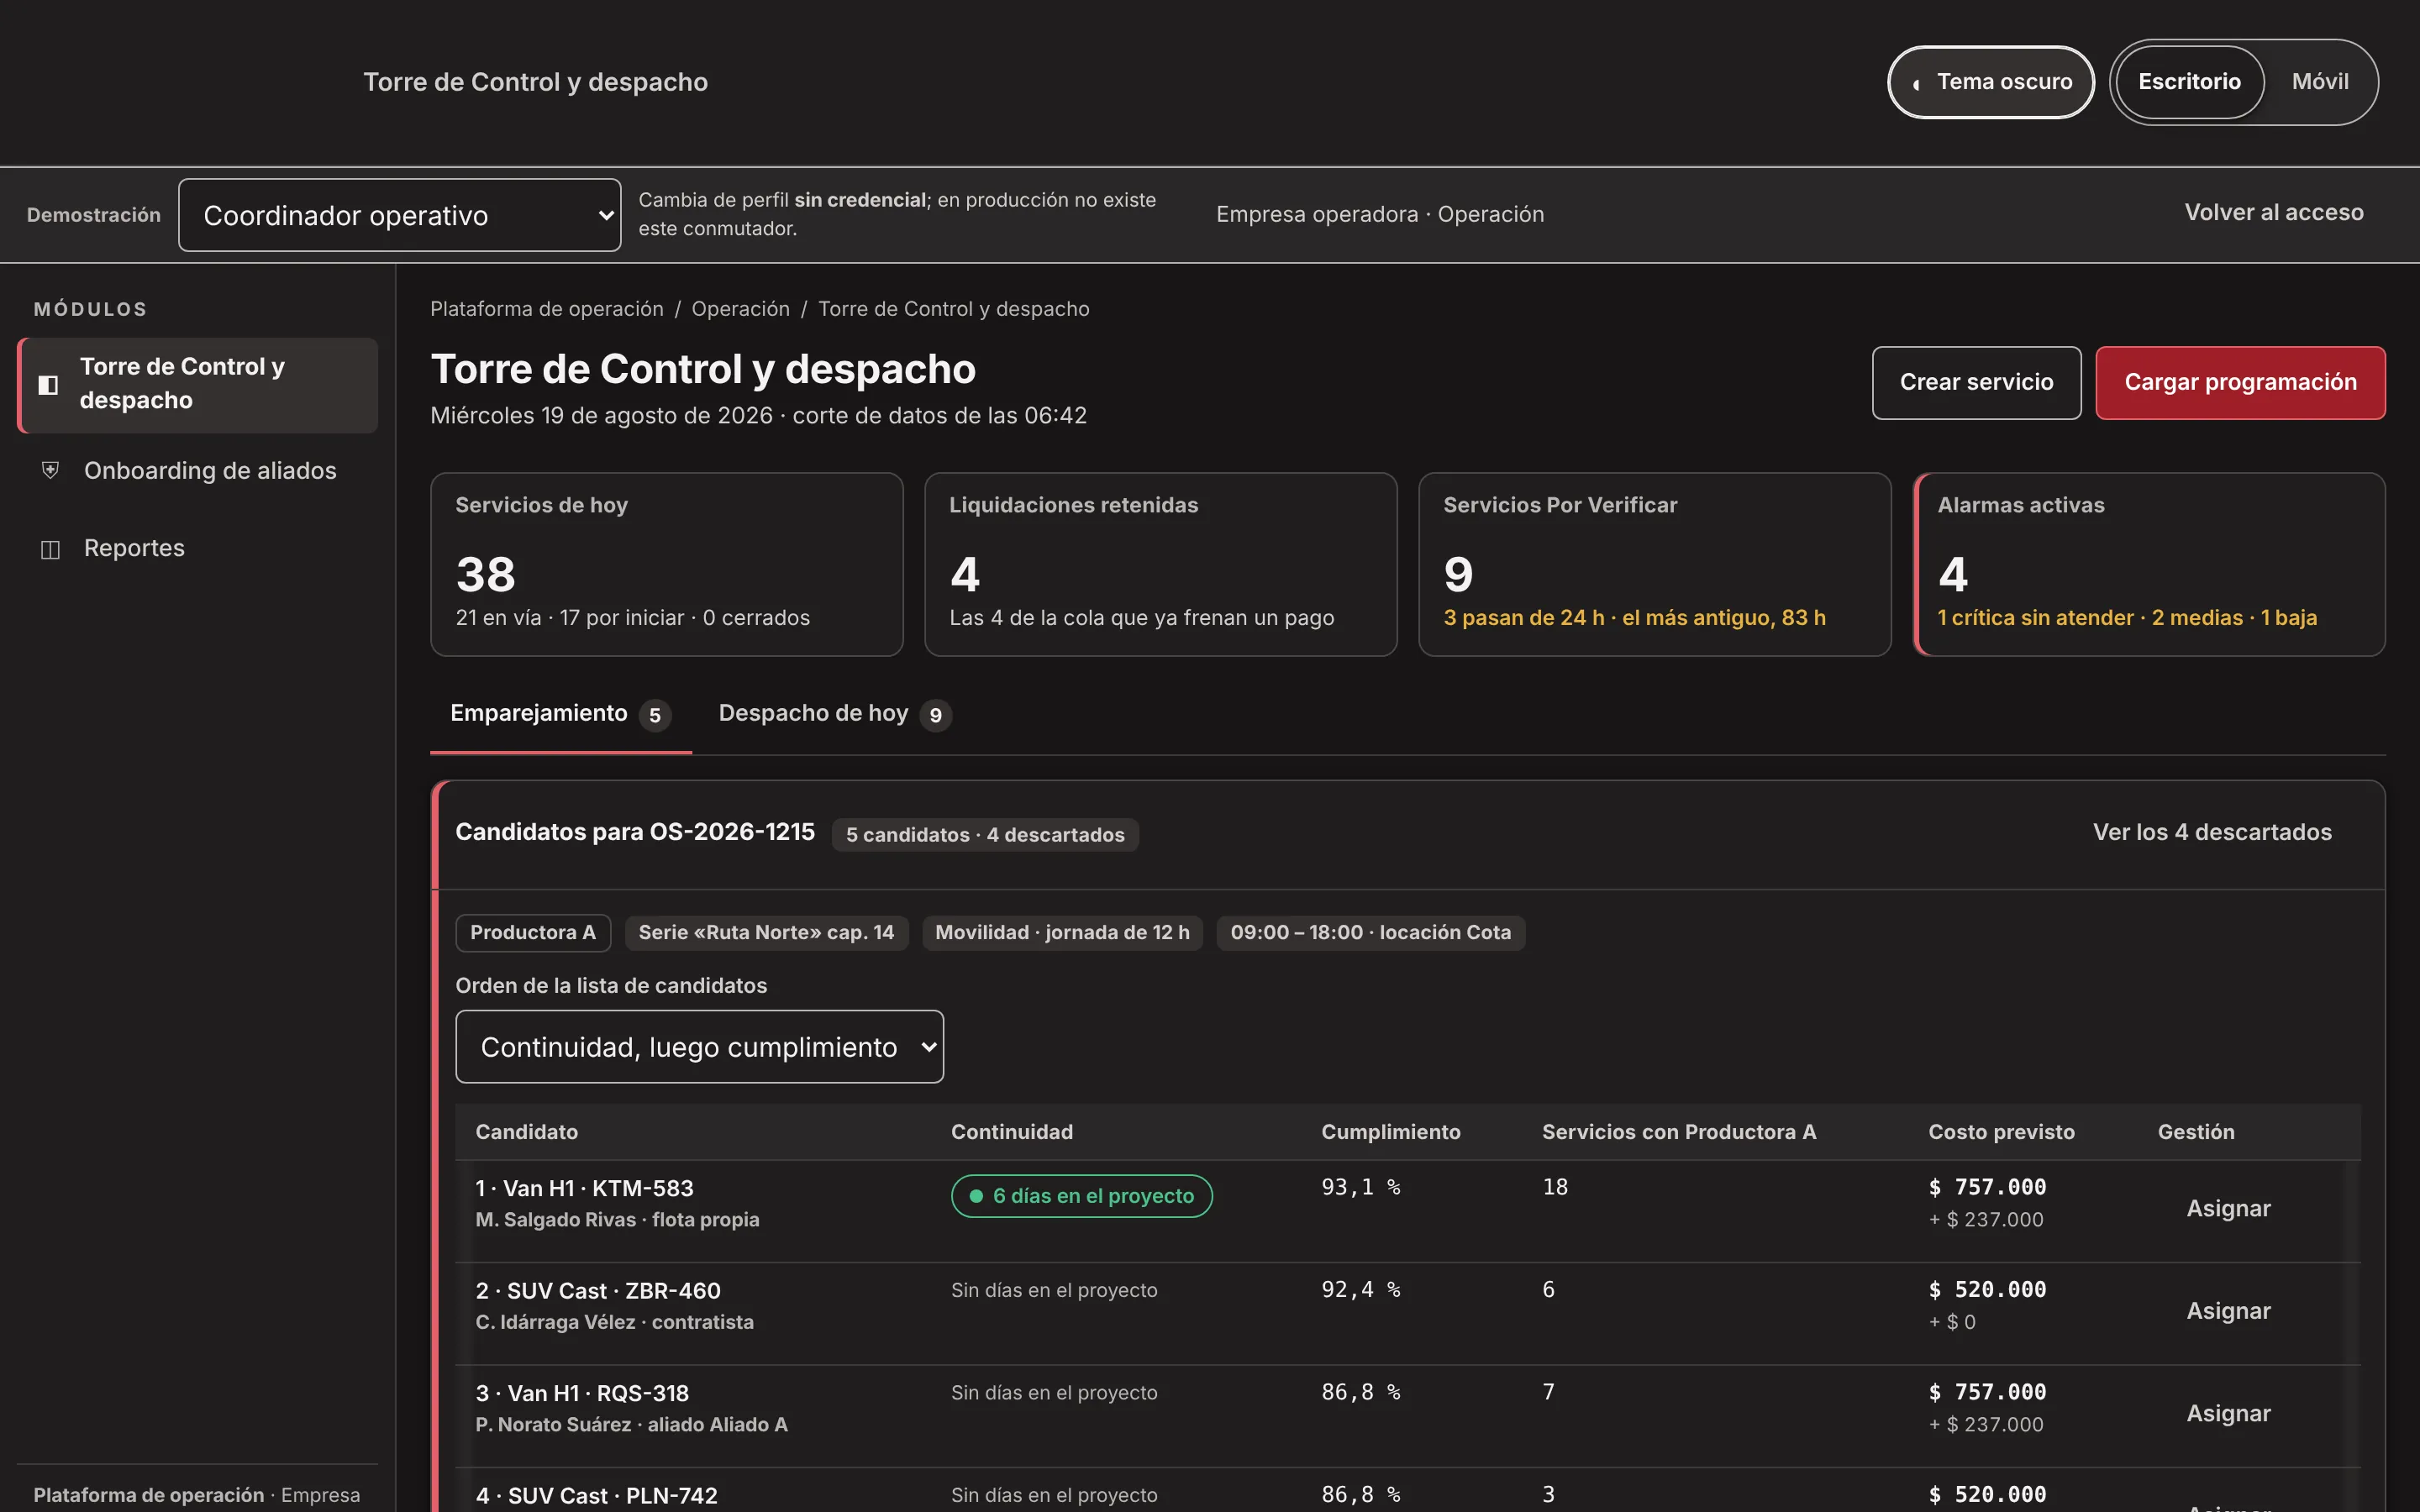 Torre de Control y despacho
Tema oscuro
Escritorio
Móvil
Demostración
Coordinador operativo
Cambia de perfil sin credencial; en producción no existe
este conmutador.
Empresa operadora · Operación
Volver al acceso
MÓDULOS
Torre de Control y
despacho
Onboarding de aliados
Reportes
Plataforma de operación · Empresa
Plataforma de operación / Operación / Torre de Control y despacho
Torre de Control y despacho
Miércoles 19 de agosto de 2026 · corte de datos de las 06:42
Crear servicio
Cargar programación
Servicios de hoy
38
21 en vía · 17 por iniciar · 0 cerrados
Liquidaciones retenidas
4
Las 4 de la cola que ya frenan un pago
Servicios Por Verificar
9
3 pasan de 24 h · el más antiguo, 83 h
Alarmas activas
4
1 crítica sin atender · 2 medias · 1 baja
Emparejamiento 5
Despacho de hoy 9
Candidatos para OS-2026-1215
5 candidatos · 4 descartados
Ver los 4 descartados
Productora A
Serie «Ruta Norte» cap. 14
Movilidad · jornada de 12 h
09:00 – 18:00 · locación Cota
Orden de la lista de candidatos
Continuidad, luego cumplimiento
Candidato Continuidad Cumplimiento Servicios con Productora A Costo previsto Gestión
1 · Van H1 · KTM-583 6 días en el proyecto 93,1 % 18 $ 757.000 Asignar
M. Salgado Rivas · flota propia + $ 237.000
2 · SUV Cast · ZBR-460 Sin días en el proyecto 92,4 % 6 $ 520.000 Asignar
C. Idárraga Vélez · contratista + $ 0
3 · Van H1 · RQS-318 Sin días en el proyecto 86,8 % 7 $ 757.000 Asignar
P. Norato Suárez · aliado Aliado A + $ 237.000
4 · SUV Cast · PLN-742 Sin días en el proyecto 86,8 % 3 $ 520.000